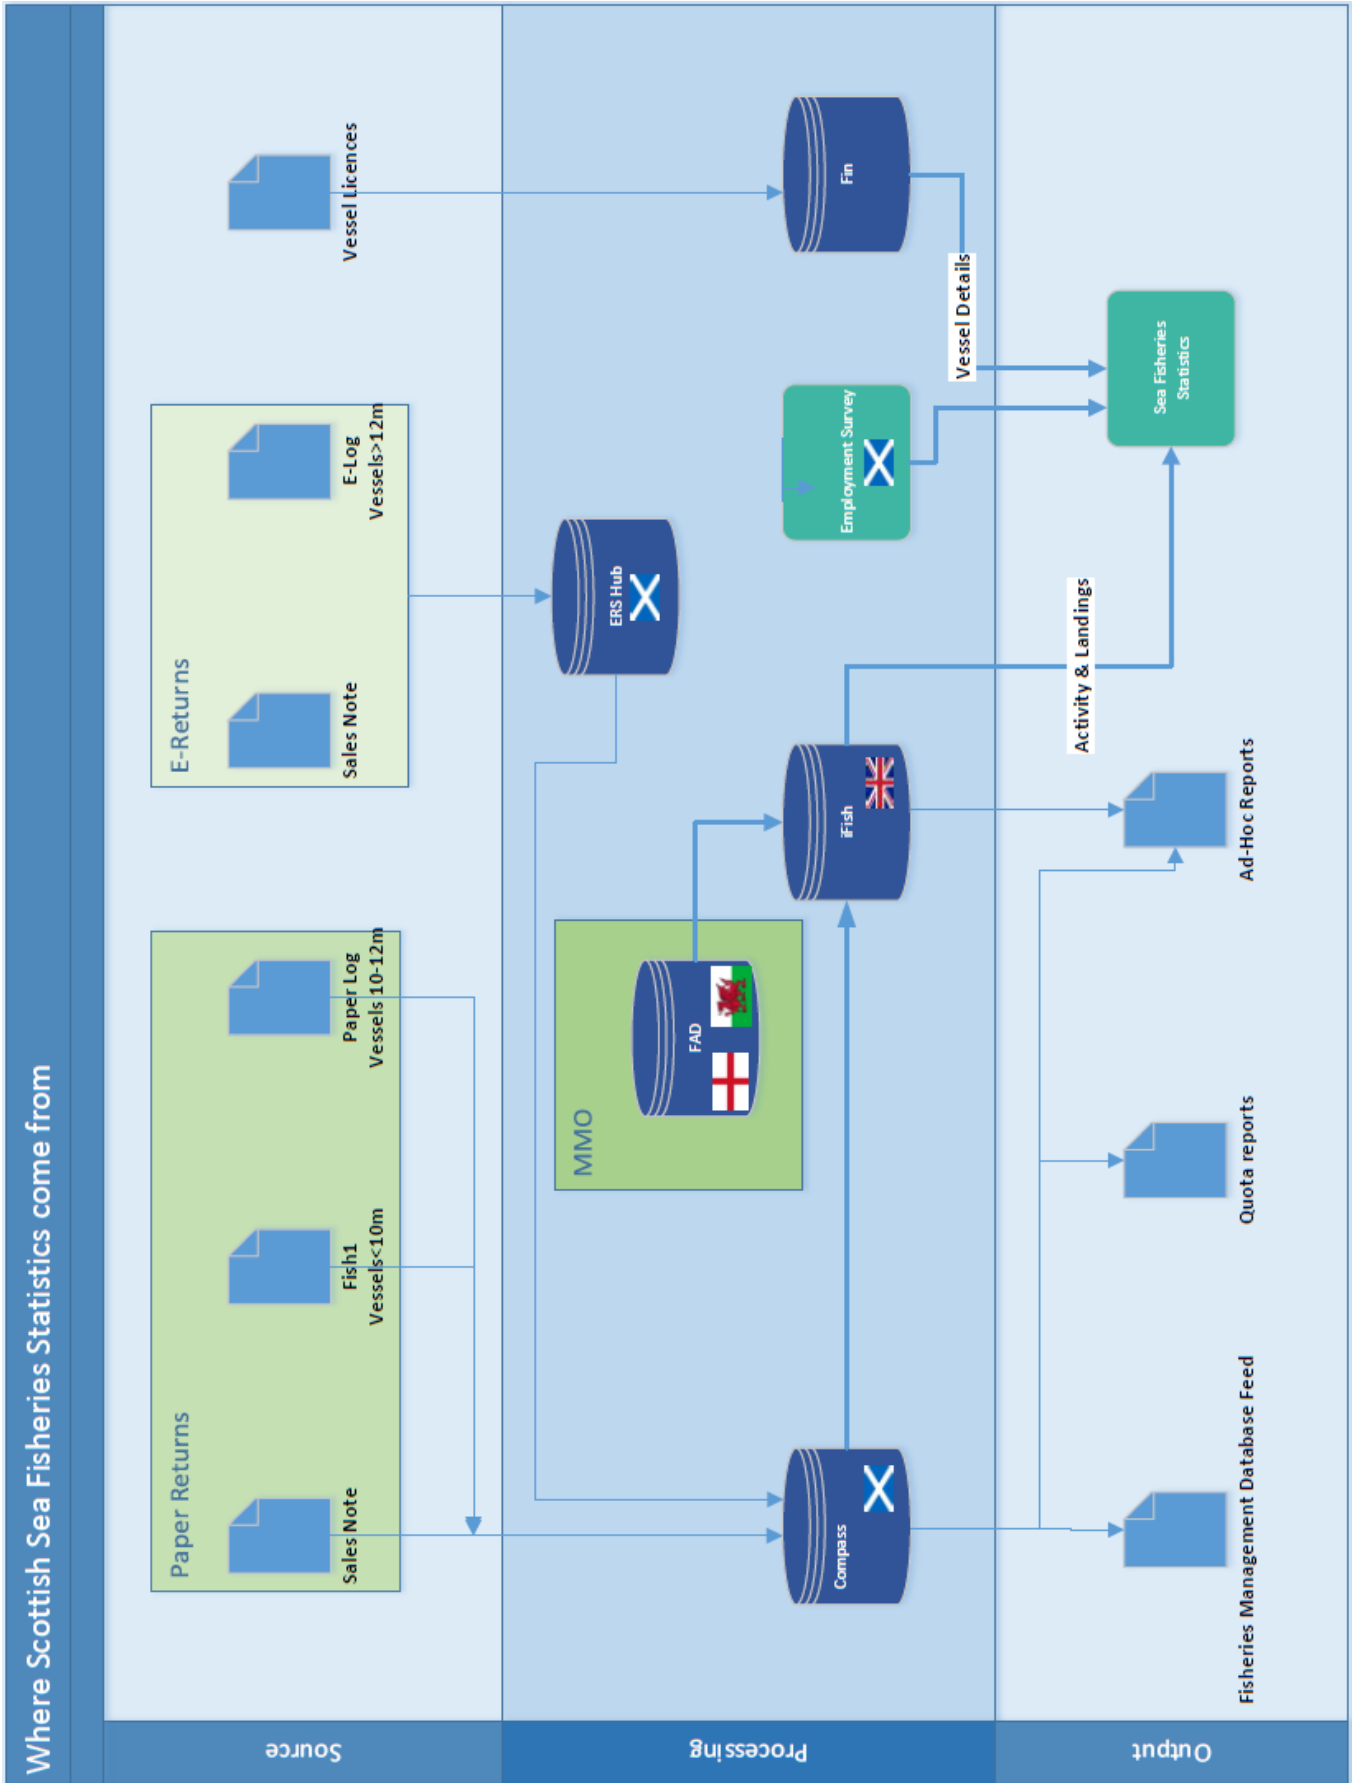 Where Scottish Sea Fisheries Statistics come from
Source
Paper Returns
Sales Note
Fish1
Vessels<10m
Paper Log
Vessels 10-12m
E-Returns
Sales Note
E-Log
Vessels>12m
Vessel Licences
Processing
MMO
FAD
ERS Hub
Compass
iFish
Employment Survey
Fin
Vessel Details
Activity & Landings
Output
Fisheries Management Database Feed
Quota reports
Ad-Hoc Reports
Sea Fisheries
Statistics